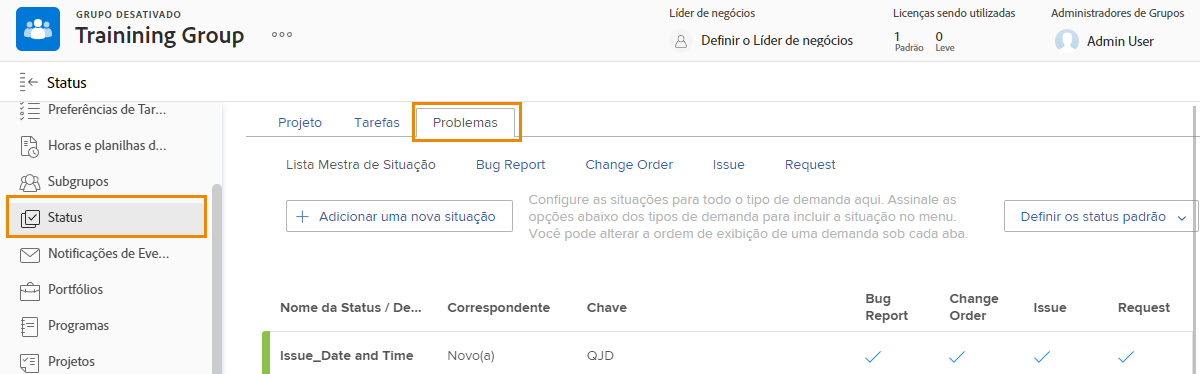 GRUPO DESATIVADO
Trainining Group
Líder de negócios
Definir o Líder de negócios
Licenças sendo utilizadas
1 0
Padrão Leve
Administradores de Grupos
Admin User
Status
Preferências de Tar...
Horas e planilhas d...
Subgrupos
Status
Notificações de Eve...
Portfólios
Programas
Projetos
Projeto Tarefas Problemas
Lista Mestra de Situação Bug Report Change Order Issue Request
Adicionar uma nova situação
Configure as situações para todo o tipo de demanda aqui. Assinale as
opções abaixo dos tipos de demanda para incluir a situação no menu.
Você pode alterar a ordem de exibição de uma demanda sob cada aba.
Definir os status padrão
Nome da Status / De... Correspondente Chave Bug Report Change Order Issue Request
Issue_Date and Time Novo(a) QJD